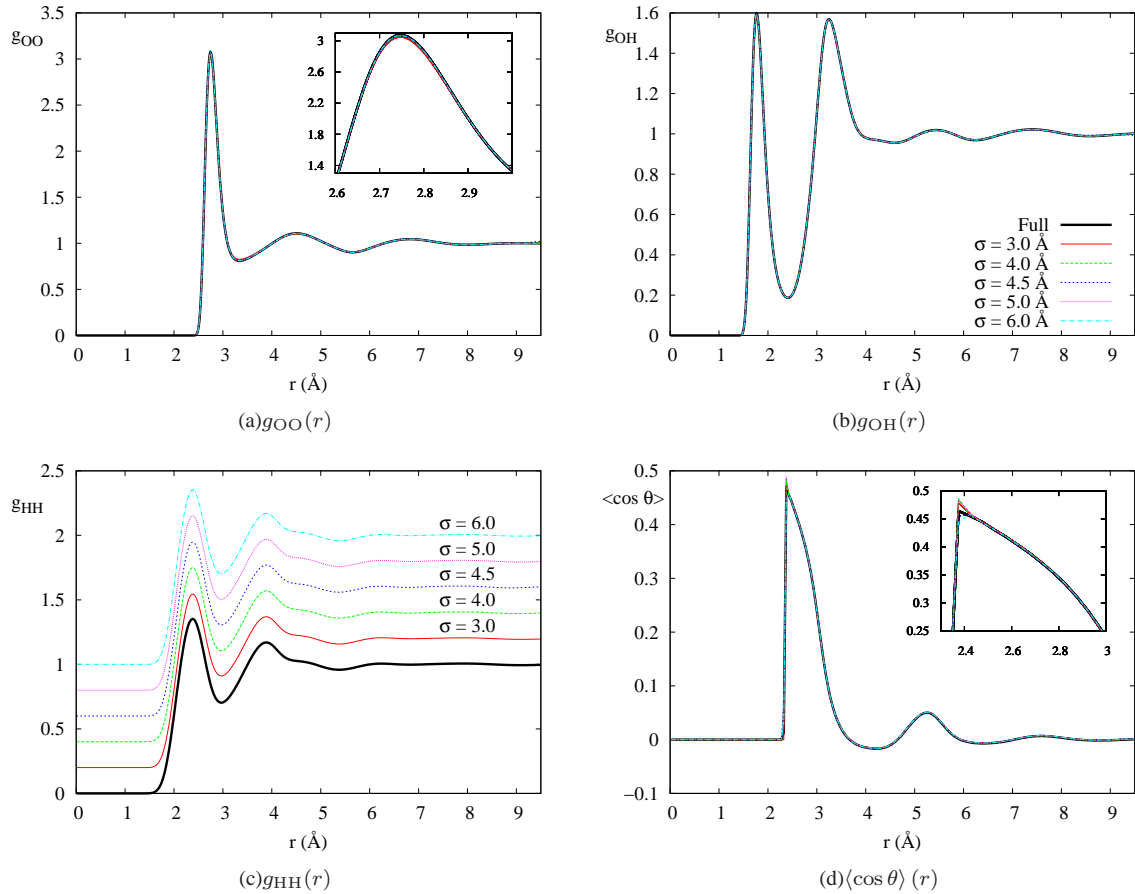 g_OO
3.5
3
2.5
2
1.5
1
0.5
0
0 1 2 3 4 5 6 7 8 9
r (Å)
3.0
2.6
2.2
1.8
1.4
2.6 2.7 2.8 2.9
(a)g_OO(r)
g_OH
1.6
1.4
1.2
1
0.8
0.6
0.4
0.2
0
0 1 2 3 4 5 6 7 8 9
r (Å)
Full
σ = 3.0 Å
σ = 4.0 Å
σ = 4.5 Å
σ = 5.0 Å
σ = 6.0 Å
(b)g_OH(r)
g_HH
2.5
2
1.5
1
0.5
0
0 1 2 3 4 5 6 7 8 9
r (Å)
σ = 6.0
σ = 5.0
σ = 4.5
σ = 4.0
σ = 3.0
(c)g_HH(r)
<cos θ>
0.5
0.4
0.3
0.2
0.1
0
−0.1
0 1 2 3 4 5 6 7 8 9
r (Å)
0.5
0.45
0.4
0.35
0.3
0.25
2.4 2.6 2.8 3
(d)⟨cos θ⟩ (r)